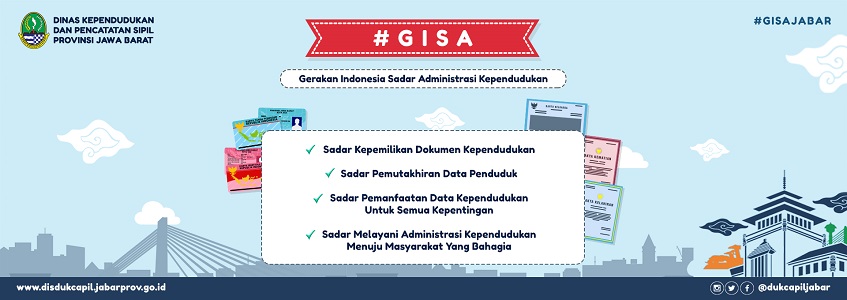 DINAS KEPENDUDUKAN
DAN PENCATATAN SIPIL
PROVINSI JAWA BARAT
#GISA
#GISAJABAR
Gerakan Indonesia Sadar Administrasi Kependudukan
Sadar Kepemilikan Dokumen Kependudukan
Sadar Pemutakhiran Data Penduduk
Sadar Pemanfaatan Data Kependudukan
Untuk Semua Kepentingan
Sadar Melayani Administrasi Kependudukan
Menuju Masyarakat Yang Bahagia
www.disdukcapil.jabarprov.go.id
@dukcapiljabar